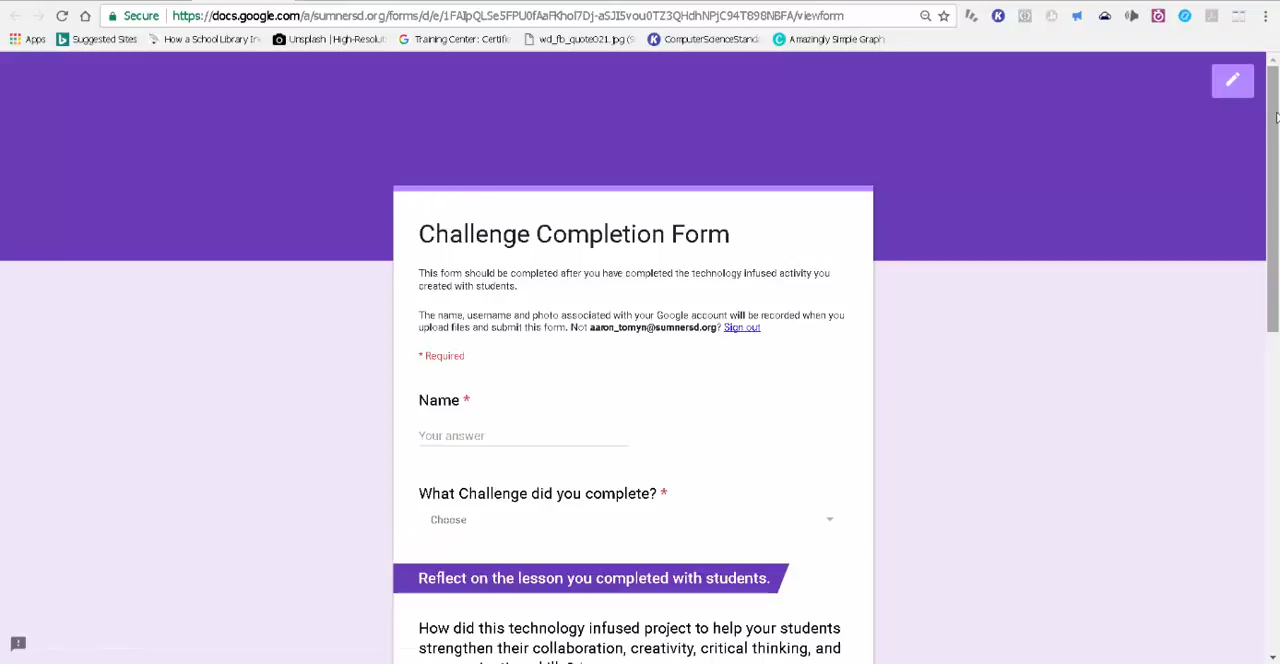 Secure https://docs.google.com/a/sumnersd.org/forms/d/e/1FAIpQLSe5FPU0fAaFKhoI7Dj-aSJI5vou0TZ3QHdhNPjC94T898NBFA/viewform
Apps Suggested Sites How a School Library In Unsplash | High-Resolut Training Center: Certifi wd_fb_quote021.jpg (5 ComputerScienceStand Amazingly Simple Graph
Challenge Completion Form
This form should be completed after you have completed the technology infused activity you
created with students.
The name, username and photo associated with your Google account will be recorded when you
upload files and submit this form. Not aaron_tomyn@sumnersd.org? Sign out
* Required
Name *
Your answer
What Challenge did you complete? *
Choose
Reflect on the lesson you completed with students.
How did this technology infused project to help your students
strengthen their collaboration, creativity, critical thinking, and